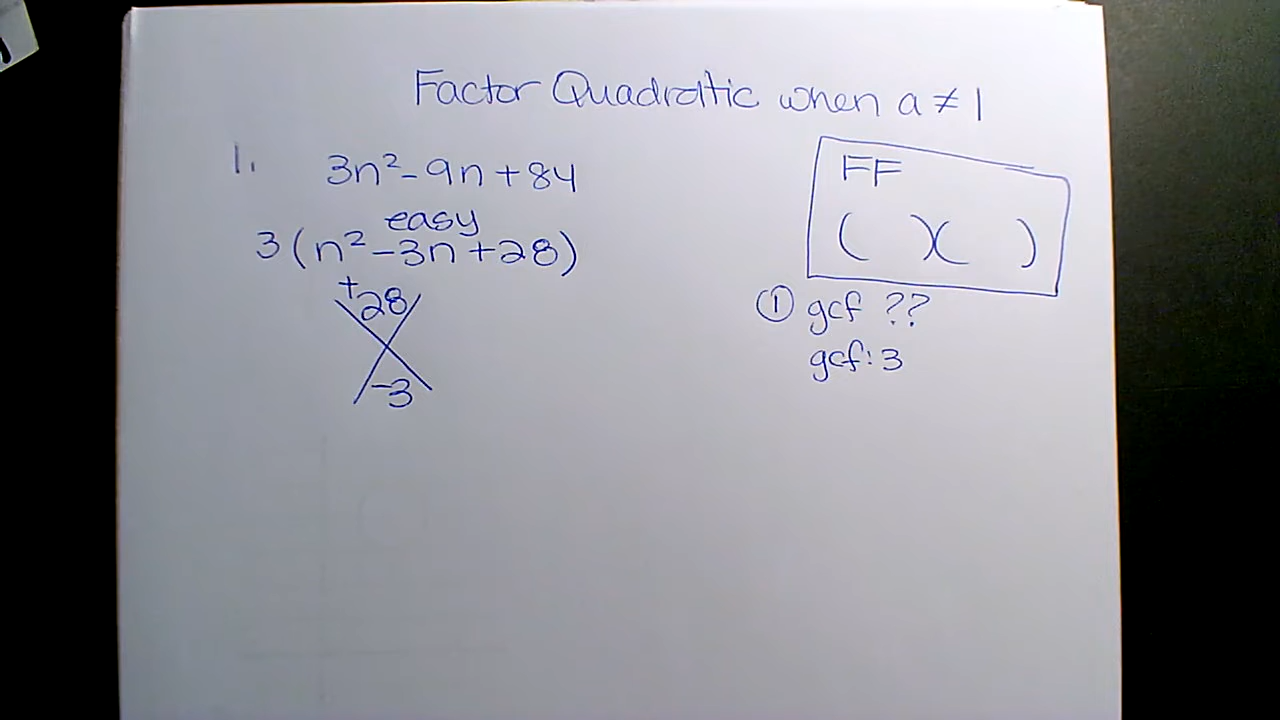 Factor Quadratic when a ≠ 1
1. 3n² - 9n + 84
easy
3(n² - 3n + 28)
+28
-3
FF
( )( )
① gcf ??
gcf: 3